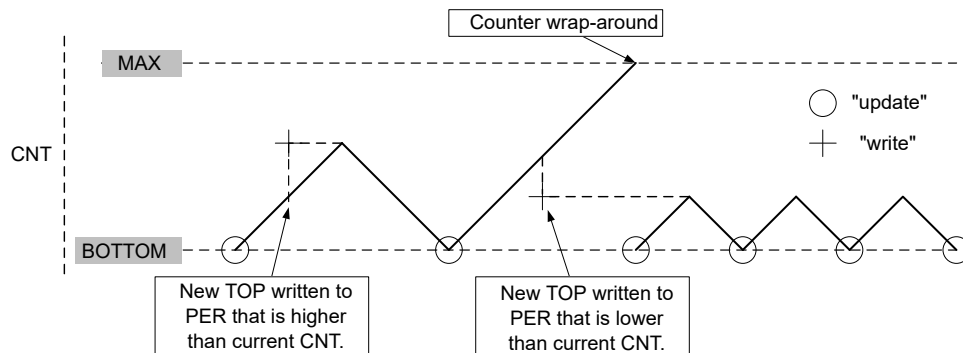 Counter wrap-around
MAX
"update"
"write"
CNT
BOTTOM
New TOP written to
PER that is higher
than current CNT.
New TOP written to
PER that is lower
than current CNT.